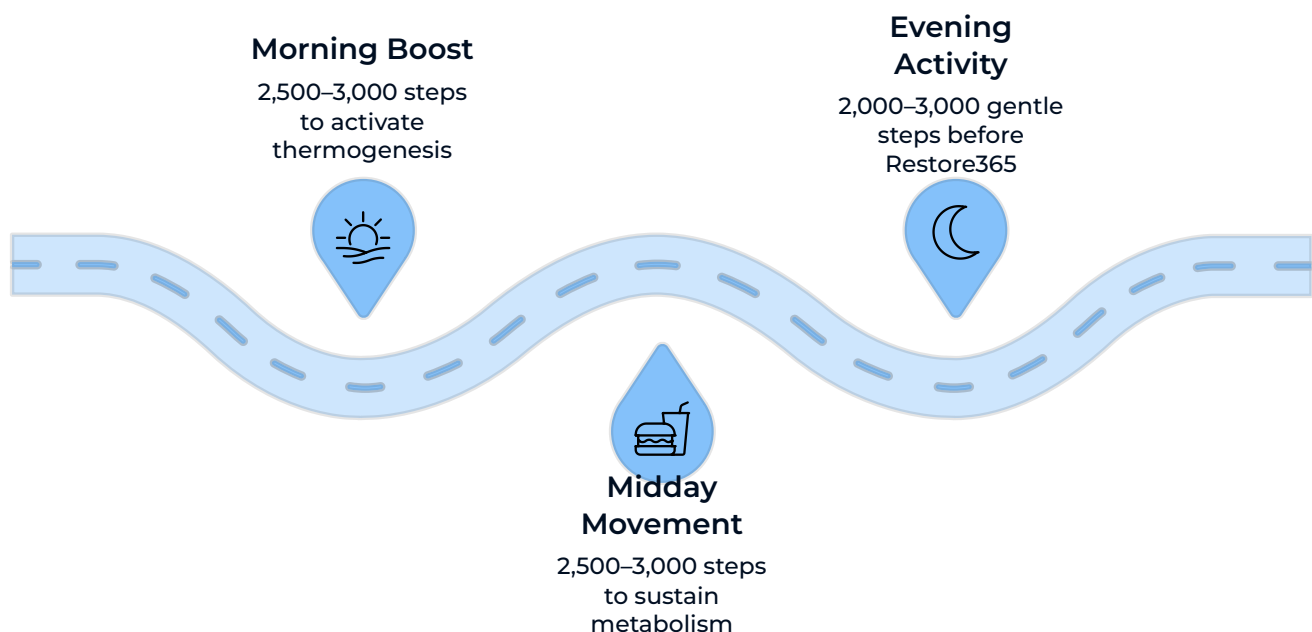 Morning Boost
2,500–3,000 steps
to activate
thermogenesis
Midday
Movement
2,500–3,000 steps
to sustain
metabolism
Evening
Activity
2,000–3,000 gentle
steps before
Restore365